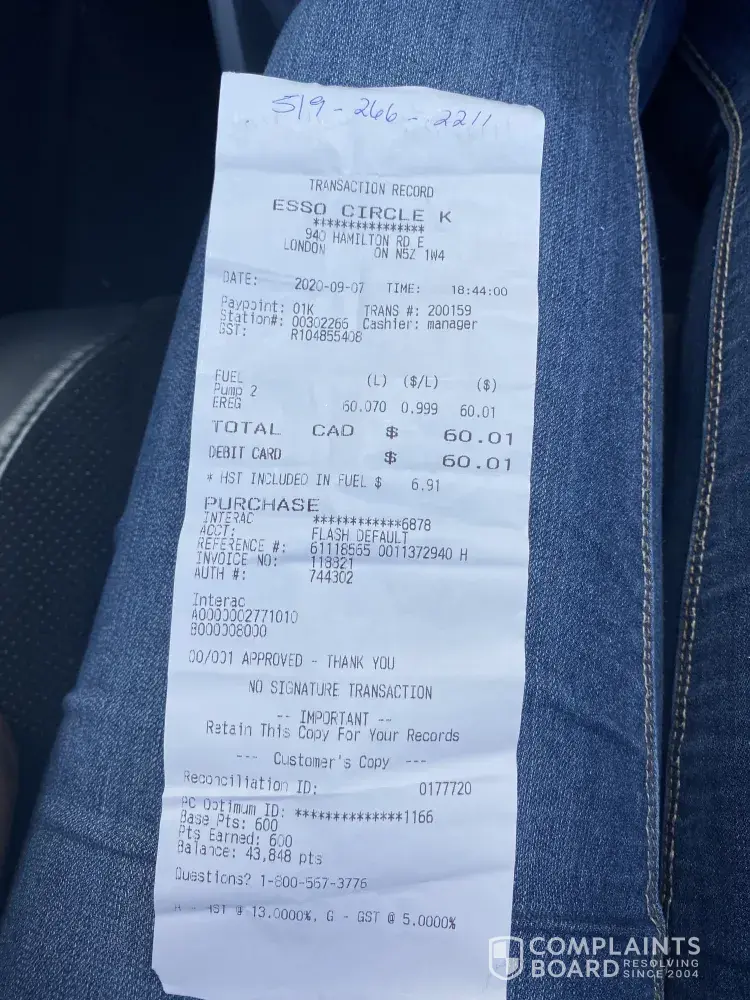 519-266-2211
TRANSACTION RECORD
ESSO CIRCLE K
****************
940 HAMILTON RD E
LONDON ON N5Z 1W4
DATE: 2020-09-07 TIME: 18:44:00
Paypoint: 01K TRANS #: 200159
Station#: 00302266 Cashier: manager
GST: R104855408
FUEL (L) ($/L) ($)
Pump 2
EREG 60.070 0.999 60.01
TOTAL CAD $ 60.01
DEBIT CARD $ 60.01
* HST INCLUDED IN FUEL $ 6.91
PURCHASE
INTERAC ************6878
ACCT: FLASH DEFAULT
REFERENCE #: 61118565 0011372940 H
INVOICE NO: 118321
AUTH #: 744302
Interac
A0000002771010
8000008000
00/001 APPROVED - THANK YOU
NO SIGNATURE TRANSACTION
-- IMPORTANT --
Retain This Copy For Your Records
--- Customer's Copy ---
Reconciliation ID: 0177720
PC Optimum ID: **************1166
Base Pts: 600
Pts Earned: 600
Balance: 43,848 pts
Questions? 1-800-567-3776
H - HST @ 13.0000%, G - GST @ 5.0000%
COMPLAINTS
BOARD RESOLVING
SINCE 2004